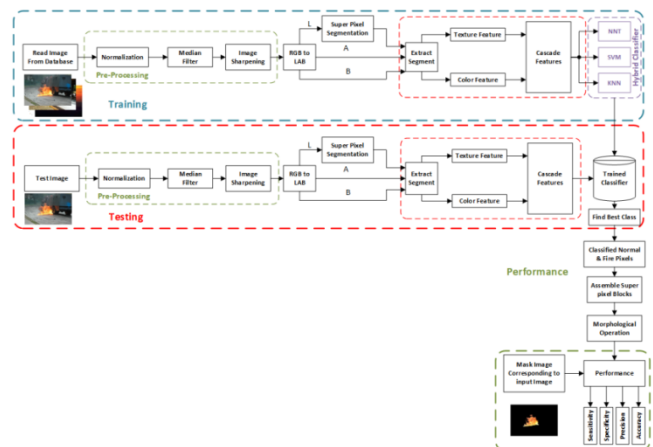 Read Image
From Database
Normalization
Median
Filter
Image
Sharpening
Pre-Processing
RGB to
LAB
L
A
B
Super Pixel
Segmentation
Extract
Segment
Texture Feature
Color Feature
Cascade
Features
NNT
SVM
KNN
Hybrid Classifier
Training
Test Image
Normalization
Median
Filter
Image
Sharpening
Pre-Processing
RGB to
LAB
L
A
B
Super Pixel
Segmentation
Extract
Segment
Texture Feature
Color Feature
Cascade
Features
Trained
Classifier
Find Best Class
Testing
Classified Normal
& Fire Pixels
Performance
Assemble Super
pixel Blocks
Morphological
Operation
Mask Image
Corresponding to
input Image
Performance
Sensitivity
Specificity
Precision
Accuracy